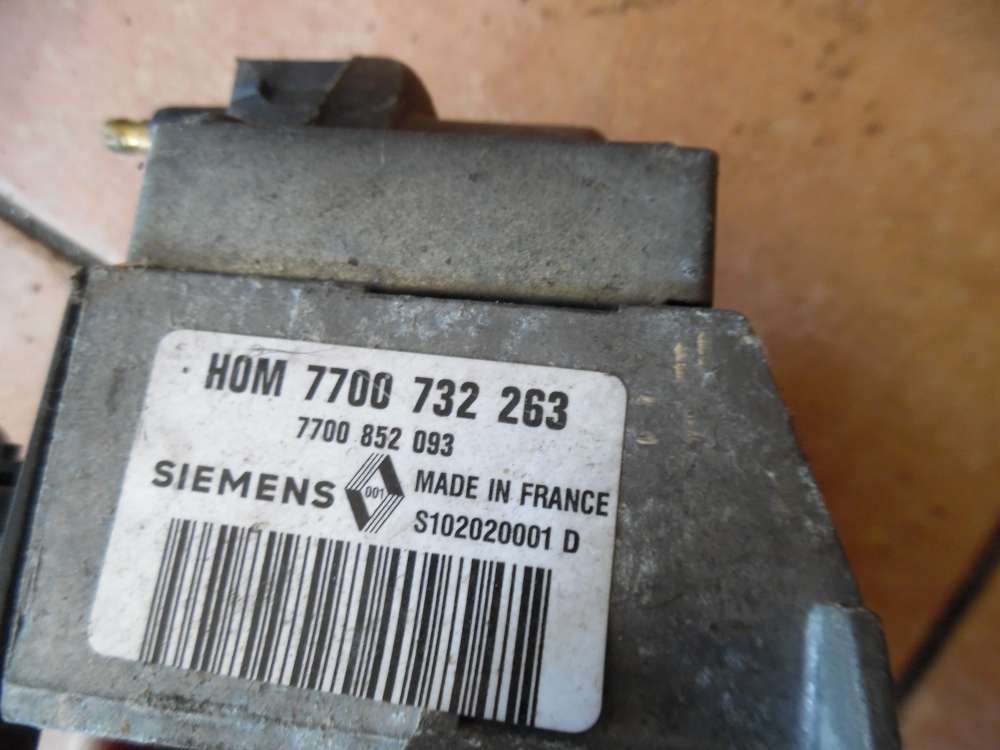 HOM 7700 732 263
7700 852 093
SIEMENS 001 MADE IN FRANCE
S102020001 D